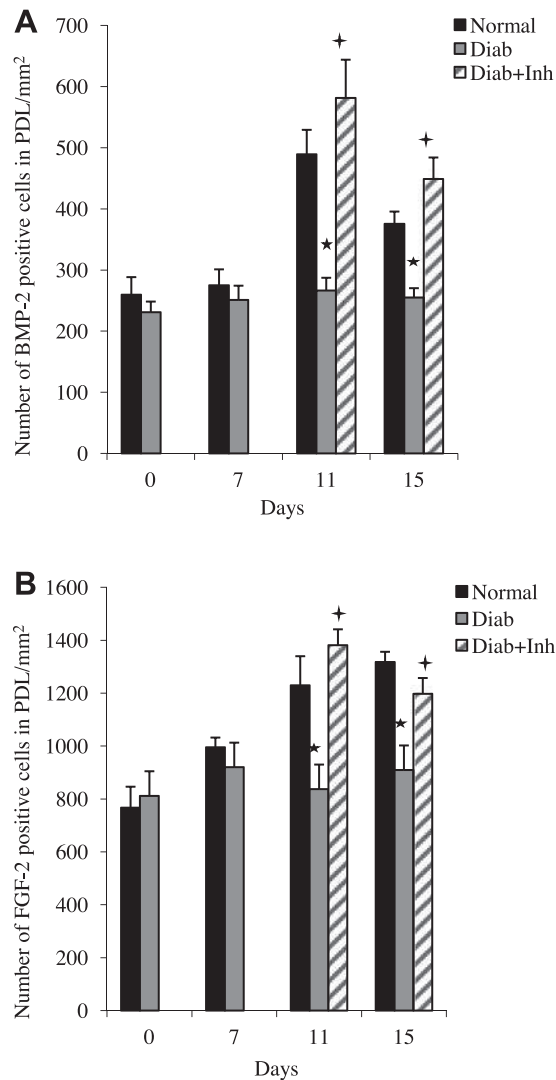 A
Number of BMP-2 positive cells in PDL/mm²
700
600
500
400
300
200
100
0
0 7 11 15
Days
Normal
Diab
Diab+Inh
B
Number of FGF-2 positive cells in PDL/mm²
1600
1400
1200
1000
800
600
400
200
0
0 7 11 15
Days
Normal
Diab
Diab+Inh